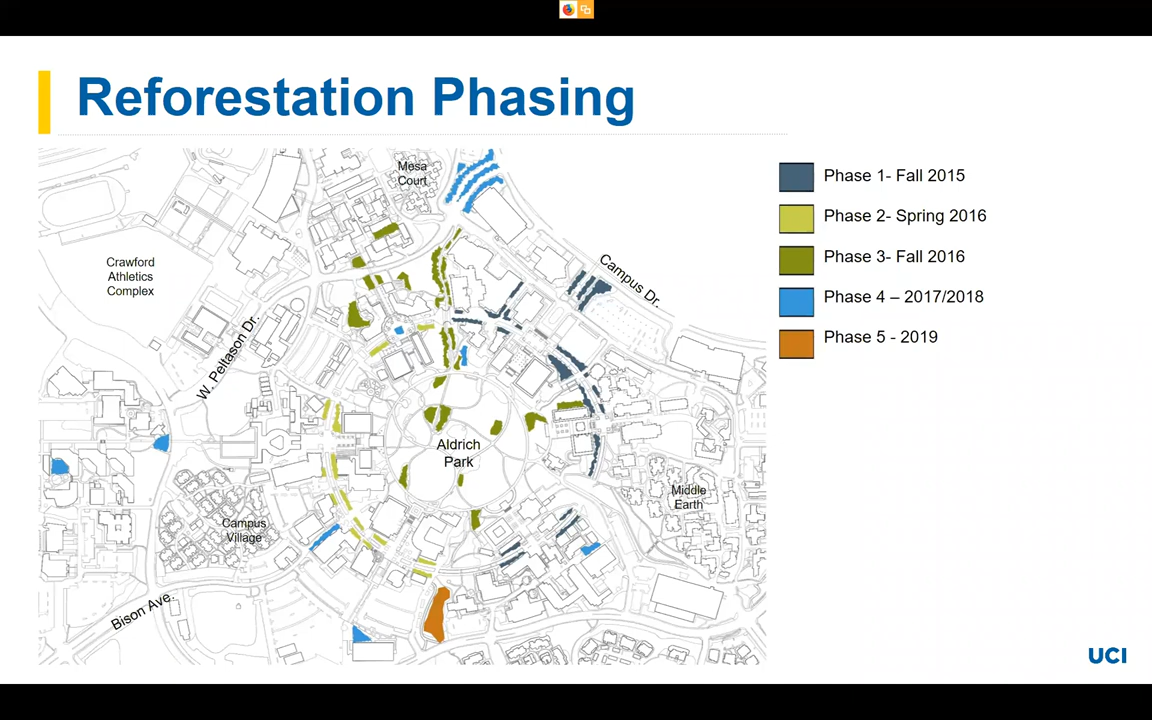 Reforestation Phasing
Mesa
Court
Crawford
Athletics
Complex
W. Peltason Dr.
Campus Dr.
Aldrich
Park
Middle
Earth
Campus
Village
Bison Ave.
Phase 1- Fall 2015
Phase 2- Spring 2016
Phase 3- Fall 2016
Phase 4 – 2017/2018
Phase 5 - 2019
UCI